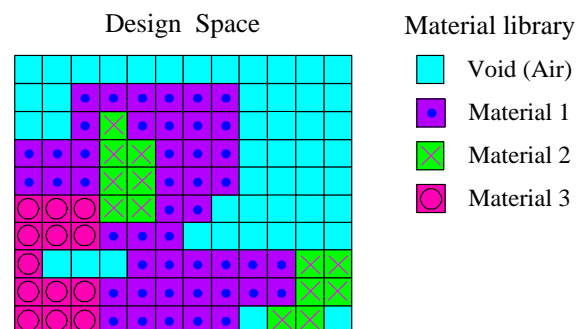 Design Space
Material library
Void (Air)
Material 1
Material 2
Material 3